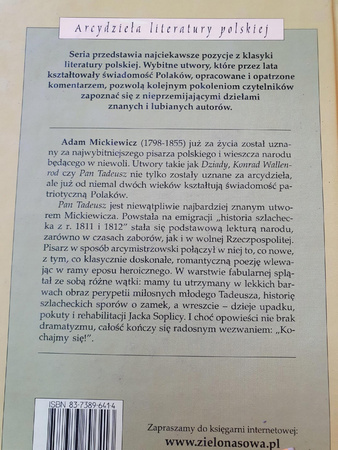 Arcydzieła literatury polskiej
Seria przedstawia najciekawsze pozycje z klasyki
literatury polskiej. Wybitne utwory, które przez lata
kształtowały świadomość Polaków, opracowane i opatrzone
komentarzem, pozwolą kolejnym pokoleniom czytelników
zapoznać się z nieprzemijającymi dziełami
znanych i lubianych autorów.
Adam Mickiewicz (1798-1855) już za życia został uzna-
ny za najwybitniejszego pisarza polskiego i wieszcza narodu
będącego w niewoli. Utwory takie jak Dziady, Konrad Wallen-
rod czy Pan Tadeusz nie tylko zostały uznane za arcydzieła,
ale już od niemal dwóch wieków kształtują świadomość pa-
triotyczną Polaków.
Pan Tadeusz jest niewątpliwie najbardziej znanym utwo-
rem Mickiewicza. Powstała na emigracji „historia szlachec-
ka z r. 1811 i 1812" stała się podstawową lekturą narodu,
zarówno w czasach zaborów, jak i w wolnej Rzeczpospolitej.
Pisarz w sposób arcymistrzowski połączył w niej to, co nowe,
z tym, co klasycznie doskonałe, romantyczną poezję wlewa-
jąc w ramy eposu heroicznego. W warstwie fabularnej splą-
tał ze sobą różne wątki: mamy tu utrzymany w lekkich bar-
wach obraz perypetii miłosnych młodego Tadeusza, historię
szlacheckich sporów o zamek, a wreszcie – dzieje upadku,
pokuty i rehabilitacji Jacka Soplicy. I choć opowieści nie brak
dramatyzmu, całość kończy się radosnym wezwaniem: „Ko-
chajmy się!".
ISBN 83-7389-641-4
Zapraszamy do księgarni internetowej:
www.zielonasowa.pl